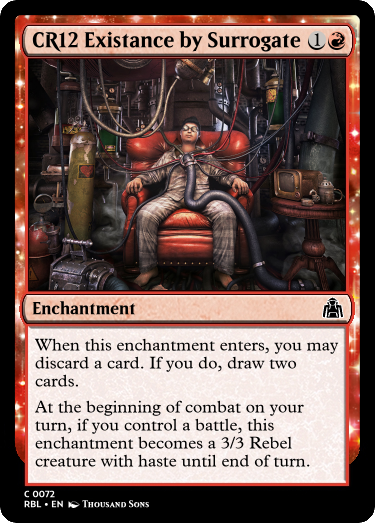 CR12 Existance by Surrogate 1
Enchantment
When this enchantment enters, you may
discard a card. If you do, draw two
cards.
At the beginning of combat on your
turn, if you control a battle, this
enchantment becomes a 3/3 Rebel
creature with haste until end of turn.
C 0072
RBL • EN Thousand Sons